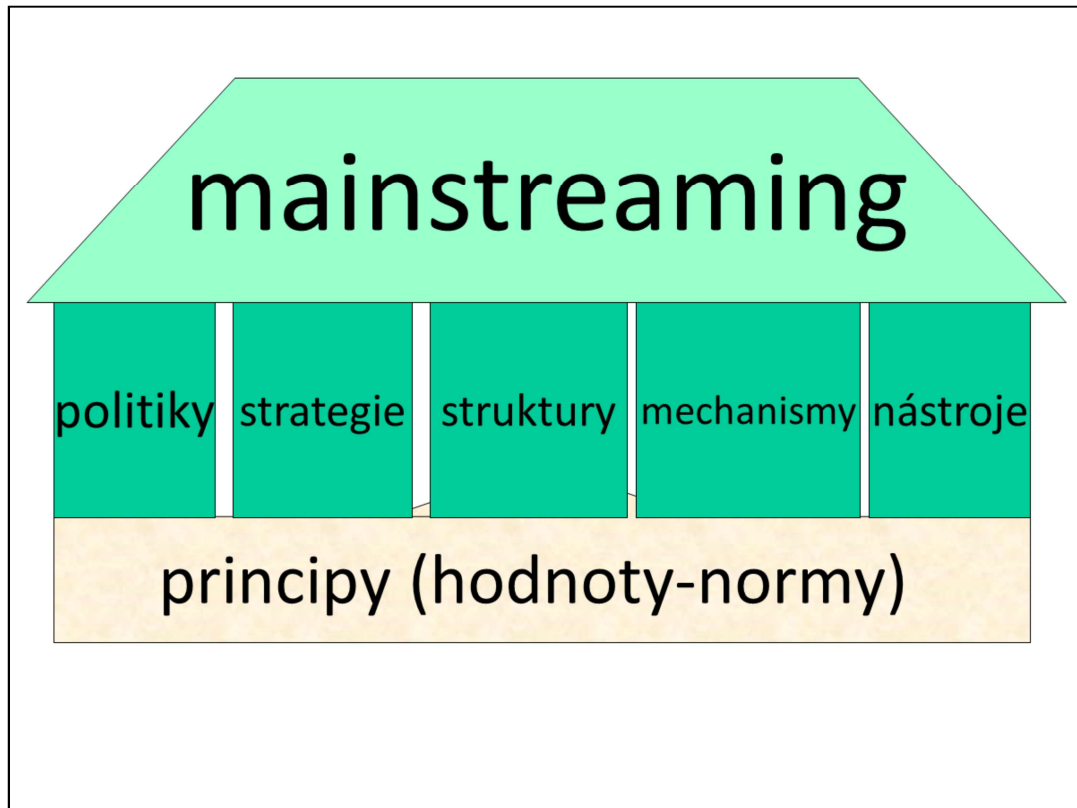 mainstreaming
politiky strategie struktury mechanismy nástroje
principy (hodnoty-normy)